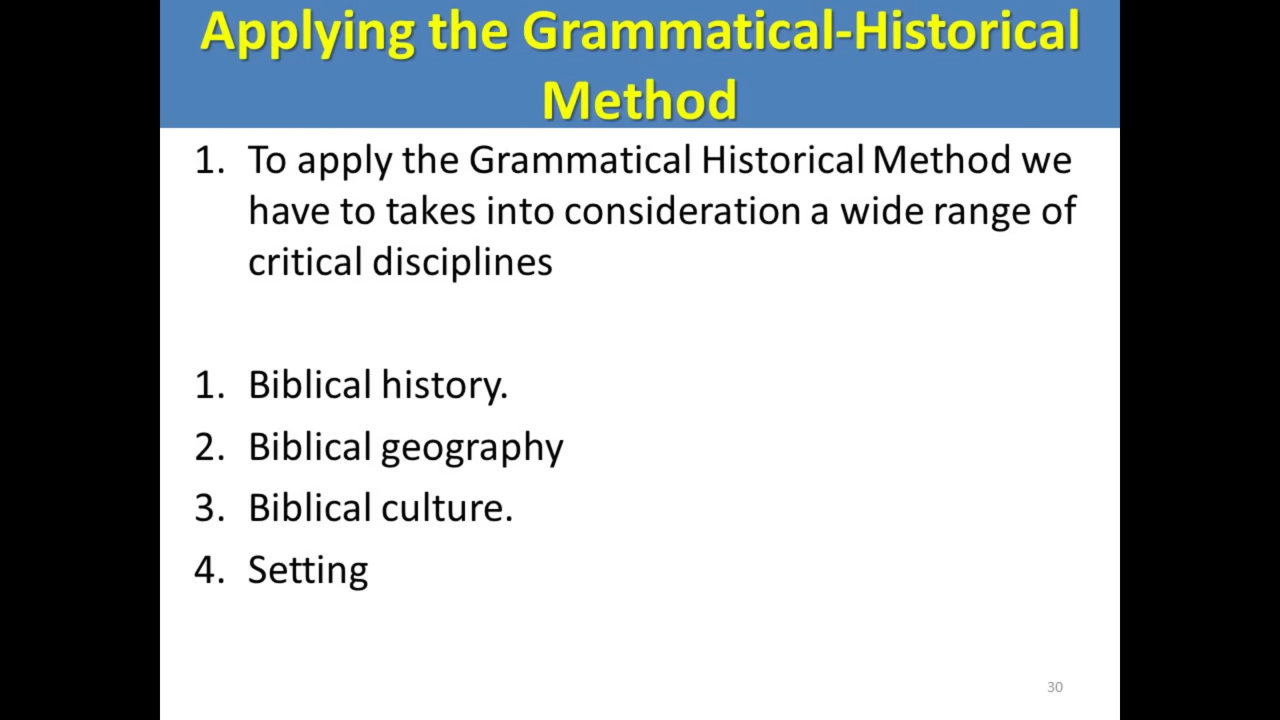 Applying the Grammatical-Historical
Method
1. To apply the Grammatical Historical Method we
have to takes into consideration a wide range of
critical disciplines
1. Biblical history.
2. Biblical geography
3. Biblical culture.
4. Setting
30